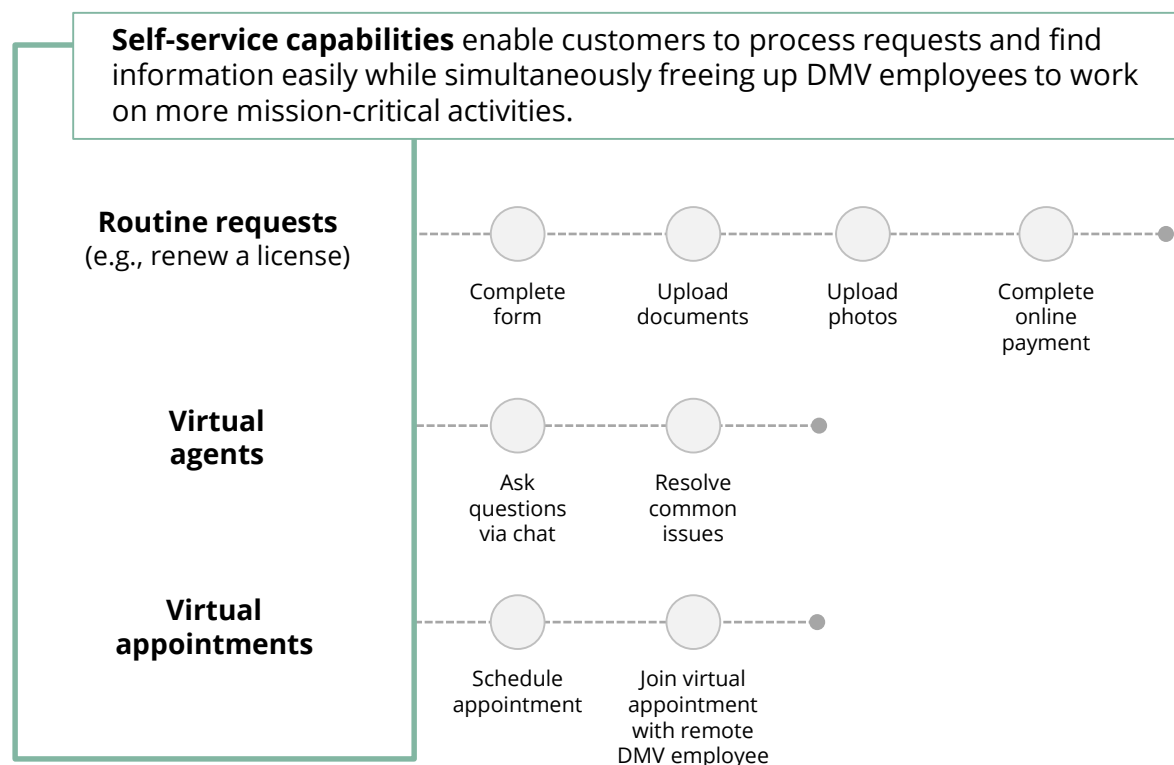 Self-service capabilities enable customers to process requests and find
information easily while simultaneously freeing up DMV employees to work
on more mission-critical activities.
Routine requests
(e.g., renew a license)
Complete
form
Upload
documents
Upload
photos
Complete
online
payment
Virtual
agents
Ask
questions
via chat
Resolve
common
issues
Virtual
appointments
Schedule
appointment
Join virtual
appointment
with remote
DMV employee